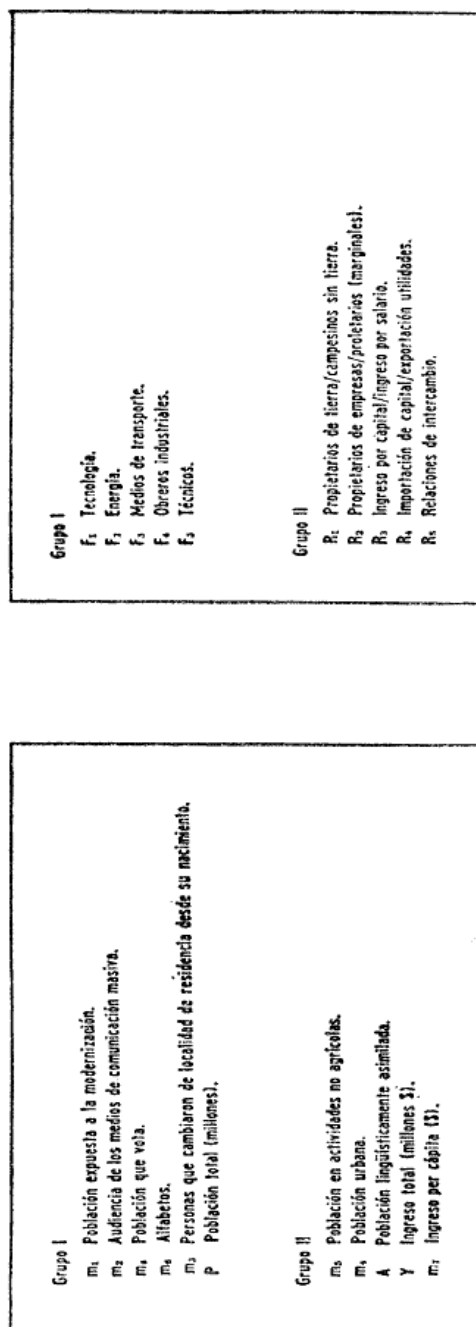 Grupo I
m₁ Población expuesta a la modernización.
m₂ Audiencia de los medios de comunicación masiva.
m₈ Población que vota.
m₆ Alfabetos.
m₃ Personas que cambiaron de localidad de residencia desde su nacimiento.
P Población total (millones).
Grupo II
m₅ Población en actividades no agrícolas.
m₄ Población urbana.
A Población lingüísticamente asimilada.
Y Ingreso total (millones $).
m₇ Ingreso per cápita ($).
Grupo I
F₁ Tecnología.
F₂ Energía.
F₃ Medios de transporte.
F₄ Obreros industriales.
F₅ Técnicos.
Grupo II
R₁ Propietarios de tierra/campesinos sin tierra.
R₂ Propietarios de empresas/proletarios (marginales).
R₃ Ingreso por capital/ingreso por salario.
R₄ Importación de capital/exportación utilidades.
R₅ Relaciones de intercambio.